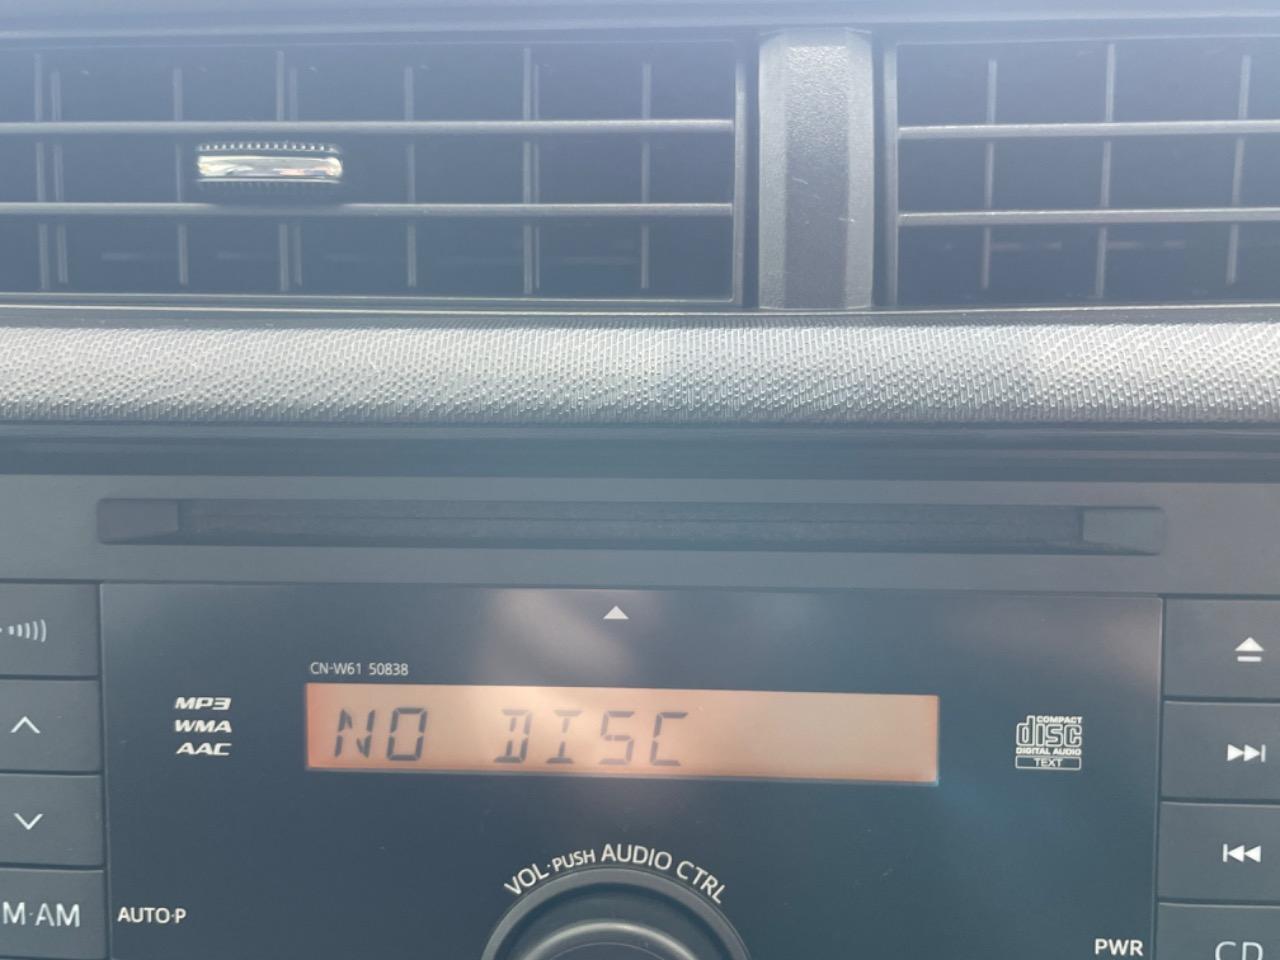 CN-W61 50838
MP3
WMA
AAC
NO DISC
COMPACT
disc
DIGITAL AUDIO
TEXT
VOL·PUSH AUDIO CTRL
M·AM
AUTO·P
PWR
CD